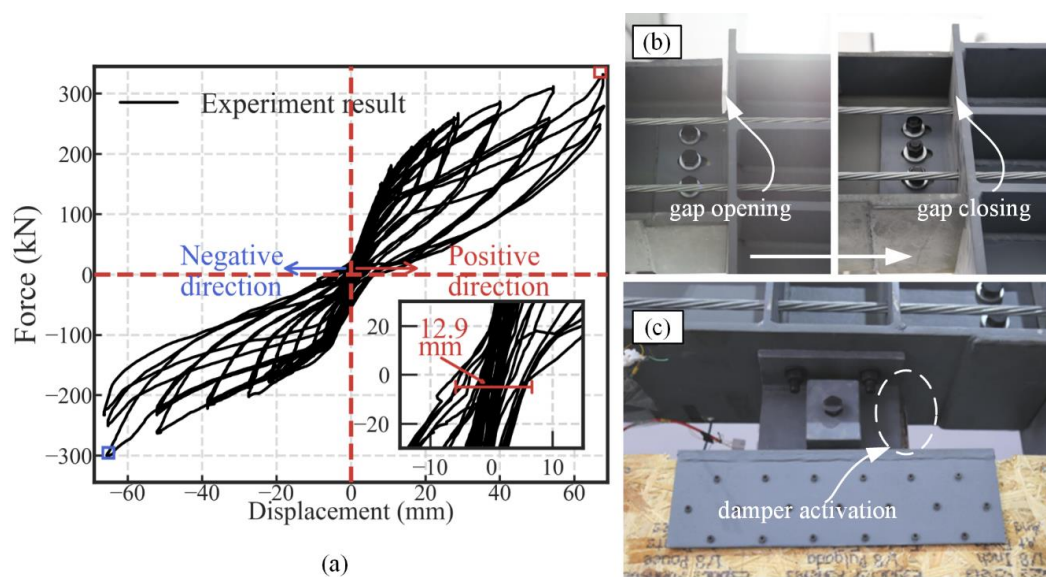 300
200
100
0
−100
−200
−300
Force (kN)
Experiment result
Negative
direction
Positive
direction
20
0
−20
12.9
mm
−10
0
10
−60
−40
−20
0
20
40
60
Displacement (mm)
(a)
(b)
gap opening
gap closing
(c)
damper activation